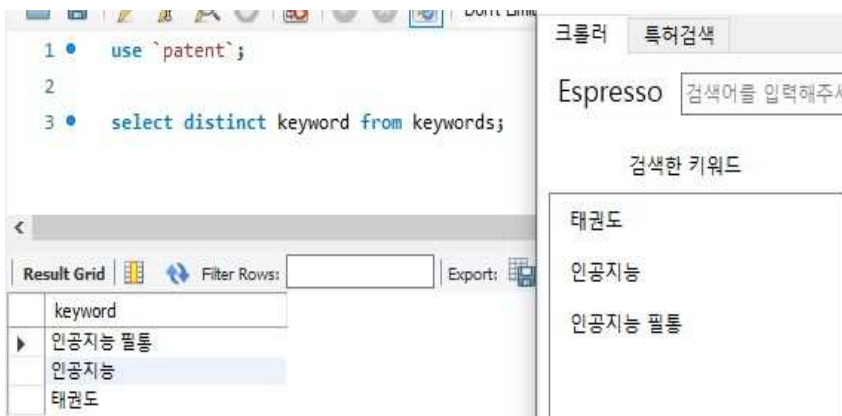 Don't Limit
1 use `patent`;
2
3 select distinct keyword from keywords;
Result Grid Filter Rows: Export:
keyword
인공지능 필통
인공지능
태권도
크롤러 특허검색
Espresso 검색어를 입력해주세
검색한 키워드
태권도
인공지능
인공지능 필통